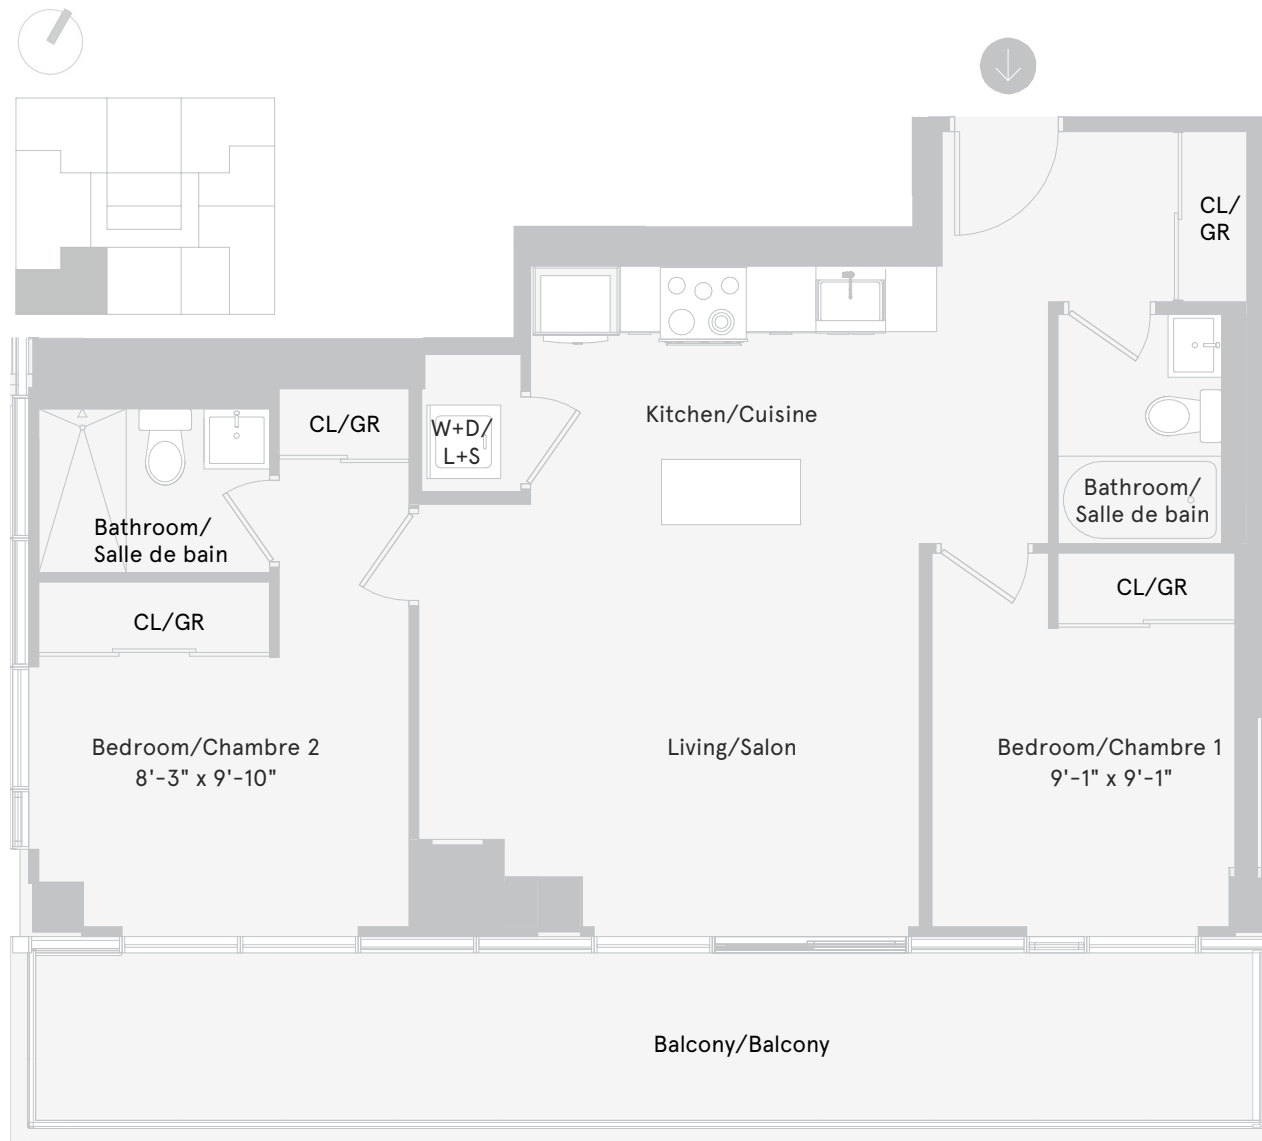 CL/
GR
Kitchen/Cuisine
CL/GR
W+D/
L+S
Bathroom/
Salle de bain
Bathroom/
Salle de bain
CL/GR
CL/GR
Bedroom/Chambre 2
8'-3" x 9'-10"
Living/Salon
Bedroom/Chambre 1
9'-1" x 9'-1"
Balcony/Balcony